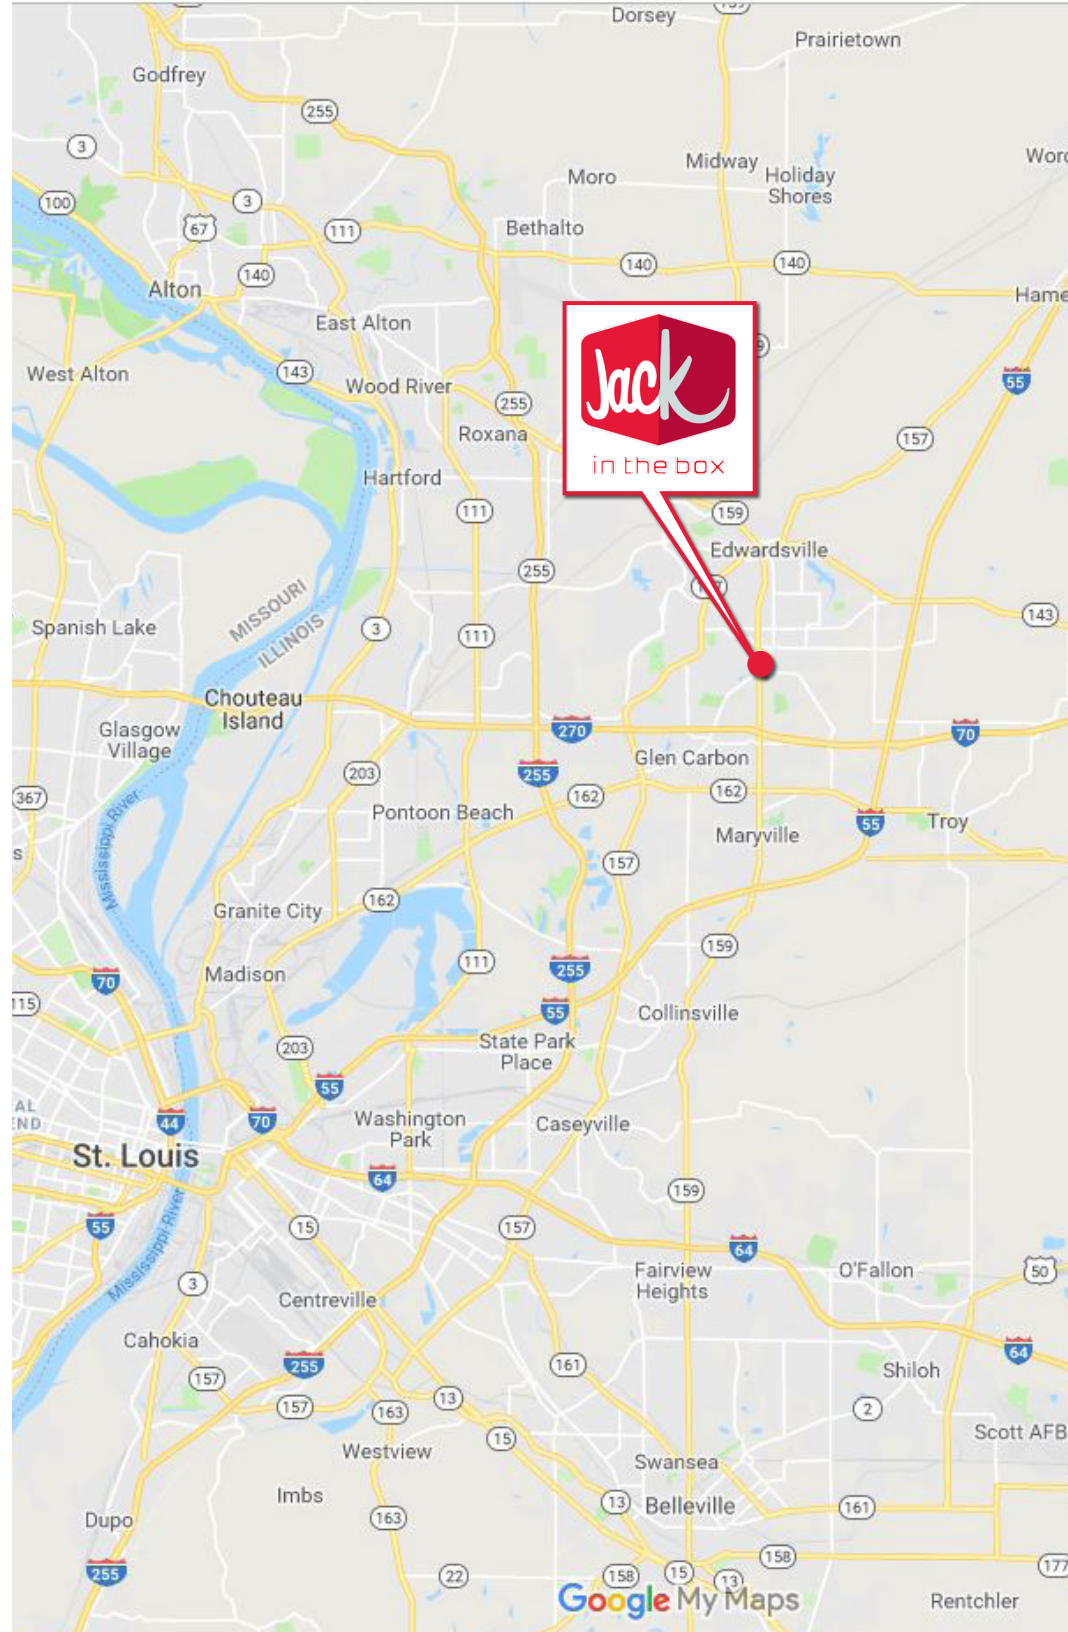 Dorsey
159
Prairietown
Godfrey
255
3
Midway
Moro
Holiday
Shores
100
3
67
111
Bethalto
140
140
140
Alton
Hame
East Alton
West Alton
143
Wood River
55
255
Jack
in the box
Roxana
157
Hartford
111
159
Edwardsville
255
143
MISSOURI
ILLINOIS
Spanish Lake
3
111
Chouteau
Island
Glasgow
Village
270
70
Glen Carbon
255
203
367
162
162
Pontoon Beach
Maryville
55
Troy
Mississippi River
s
157
162
Granite City
159
111
70
Madison
255
115
55
Collinsville
State Park
Place
203
55
AL
END
44
70
Washington
Park
Caseyville
St. Louis
64
159
55
15
157
64
Mississippi River
Fairview
Heights
O'Fallon
50
3
Centreville
Cahokia
255
161
64
157
Shiloh
157
163
13
2
15
Scott AFB
Westview
Swansea
Imbs
13
Belleville
161
163
Dupo
158
177
255
22
158
15
13
Google My Maps
Rentchler